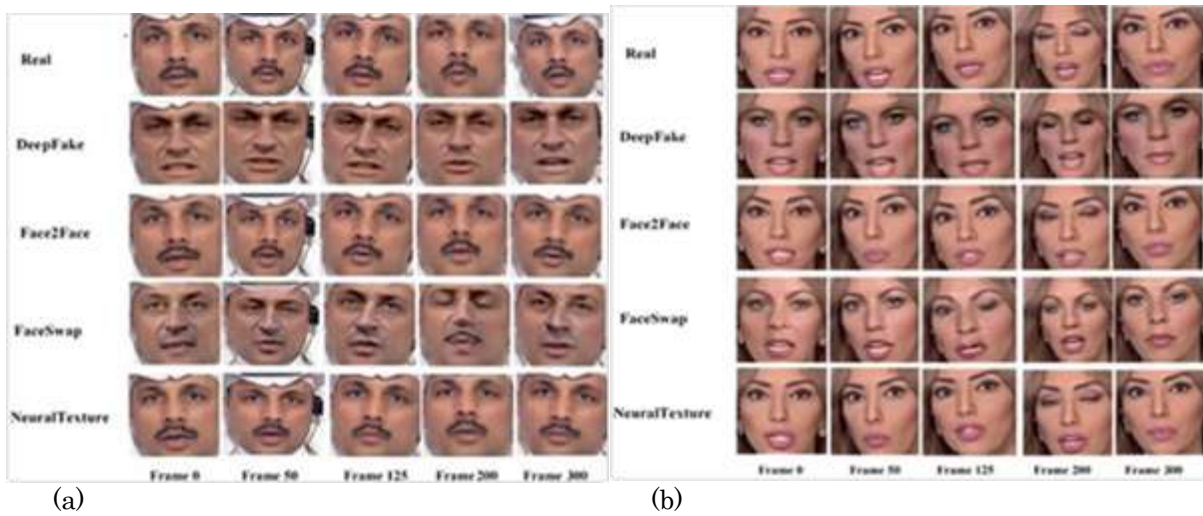 Real
DeepFake
Face2Face
FaceSwap
NeuralTexture
Frame 0 Frame 50 Frame 125 Frame 200 Frame 300
(a)
Real
DeepFake
Face2Face
FaceSwap
NeuralTexture
Frame 0 Frame 50 Frame 125 Frame 200 Frame 300
(b)